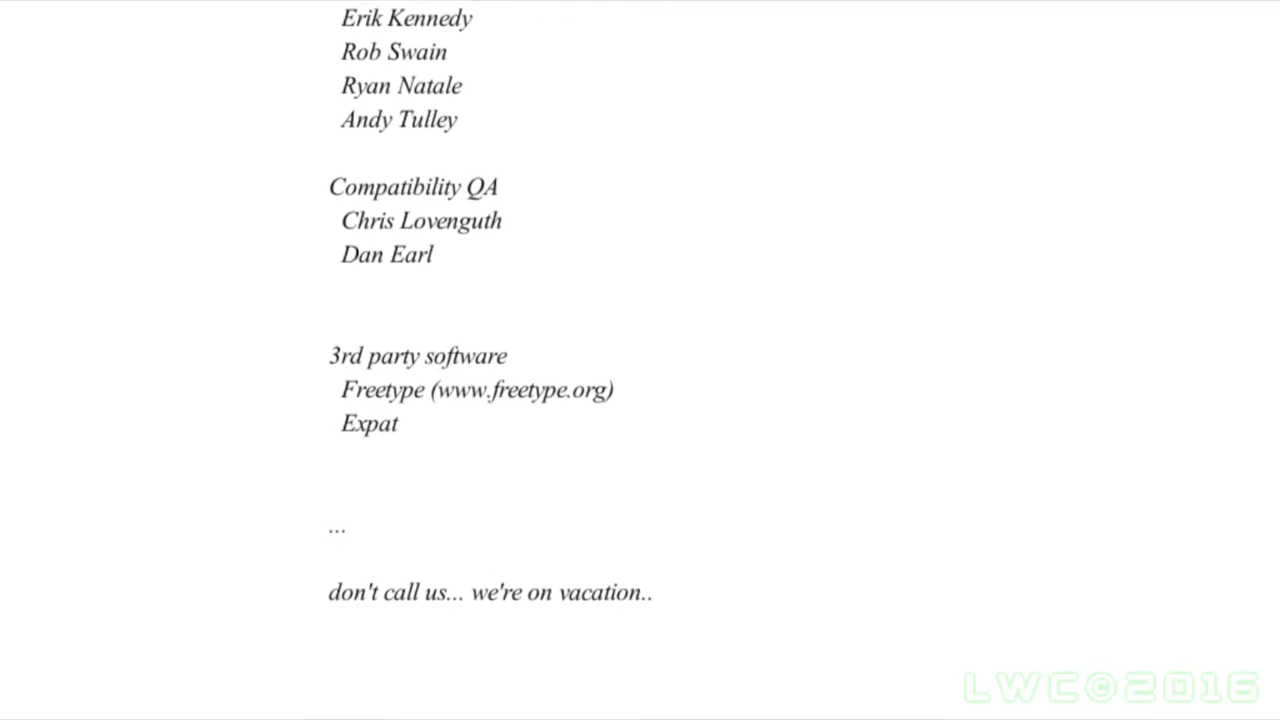 Erik Kennedy
Rob Swain
Ryan Natale
Andy Tulley
Compatibility QA
Chris Lovenguth
Dan Earl
3rd party software
Freetype (www.freetype.org)
Expat
...
don't call us... we're on vacation..
LWC©2016